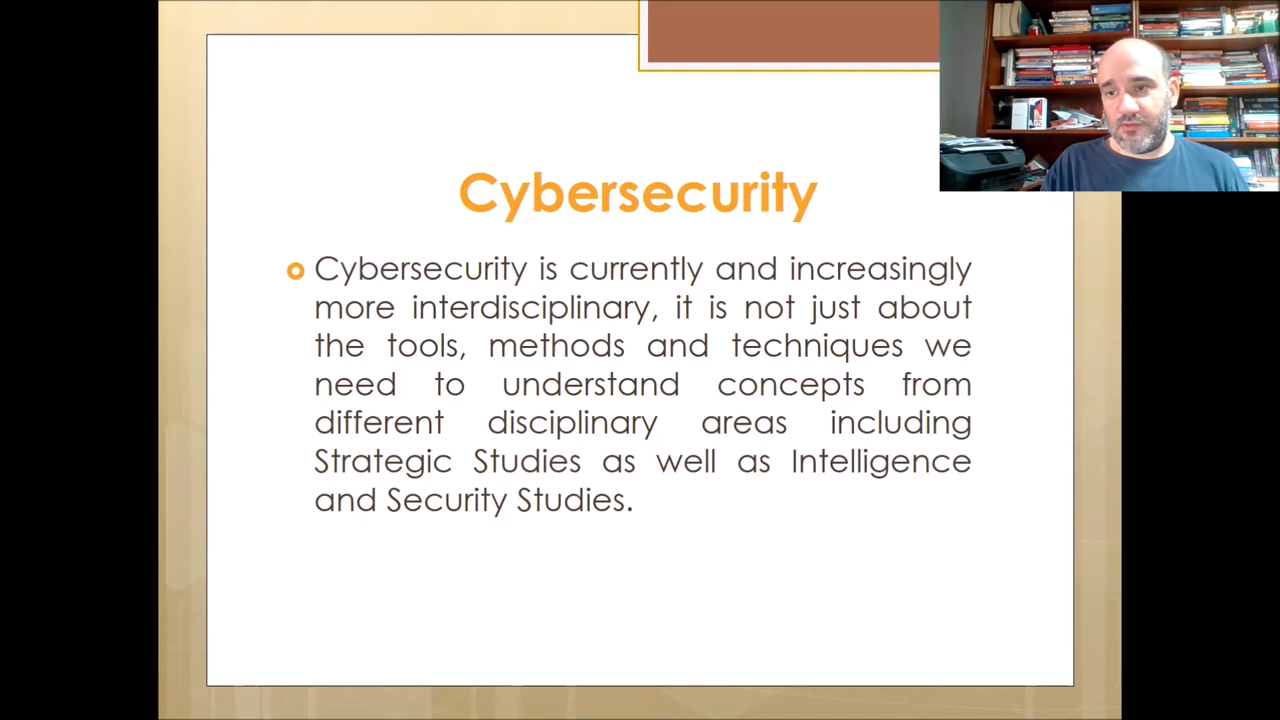 Cybersecurity
Cybersecurity is currently and increasingly
more interdisciplinary, it is not just about
the tools, methods and techniques we
need to understand concepts from
different disciplinary areas including
Strategic Studies as well as Intelligence
and Security Studies.